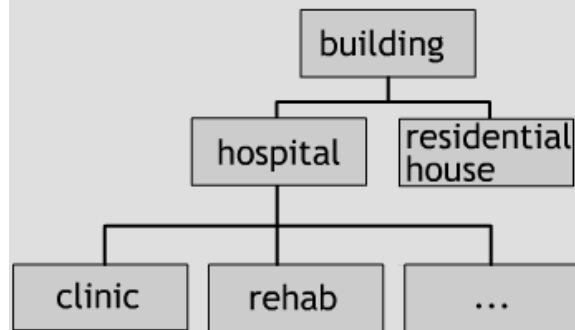 building
hospital
residential
house
clinic
rehab
...